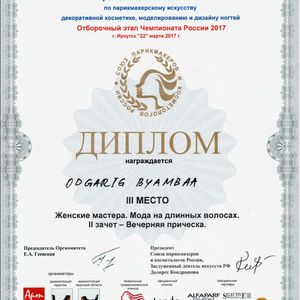 по парикмахерскому искусству
декоративной косметике, моделированию и дизайну ногтей
Отборочный этап Чемпионата России 2017
г. Иркутск "22" марта 2017 г.
СОЮЗ ПАРИКМАХЕРОВ И КОСМЕТОЛОГОВ РОССИИ
ДИПЛОМ
награждается
ODGARIG BYAMBAA
III МЕСТО
Женские мастера. Мода на длинных волосах.
II зачет – Вечерняя прическа.
Председатель Оргкомитета
Е.А. Геевская
Президент
Союза парикмахеров
и косметологов России,
Заслуженный деятель искусств РФ
Долорес Кондрашова
организаторы
Арт
ALFAPARF